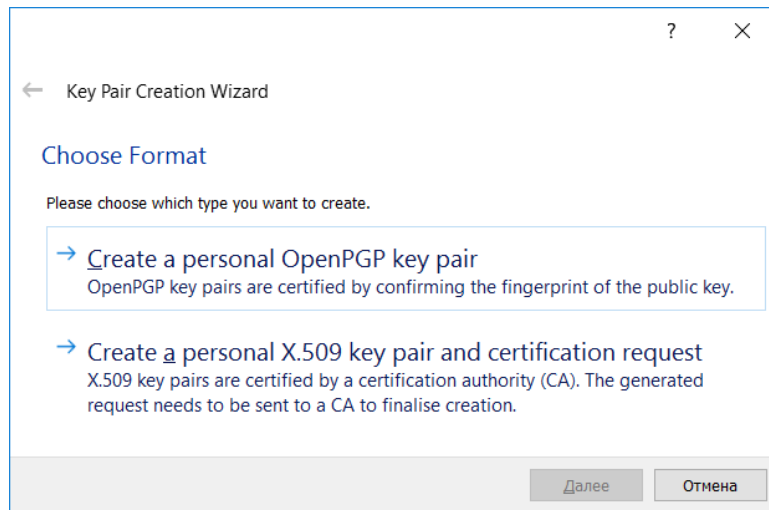 ?
Key Pair Creation Wizard
Choose Format
Please choose which type you want to create.
Create a personal OpenPGP key pair
OpenPGP key pairs are certified by confirming the fingerprint of the public key.
Create a personal X.509 key pair and certification request
X.509 key pairs are certified by a certification authority (CA). The generated
request needs to be sent to a CA to finalise creation.
Далее Отмена